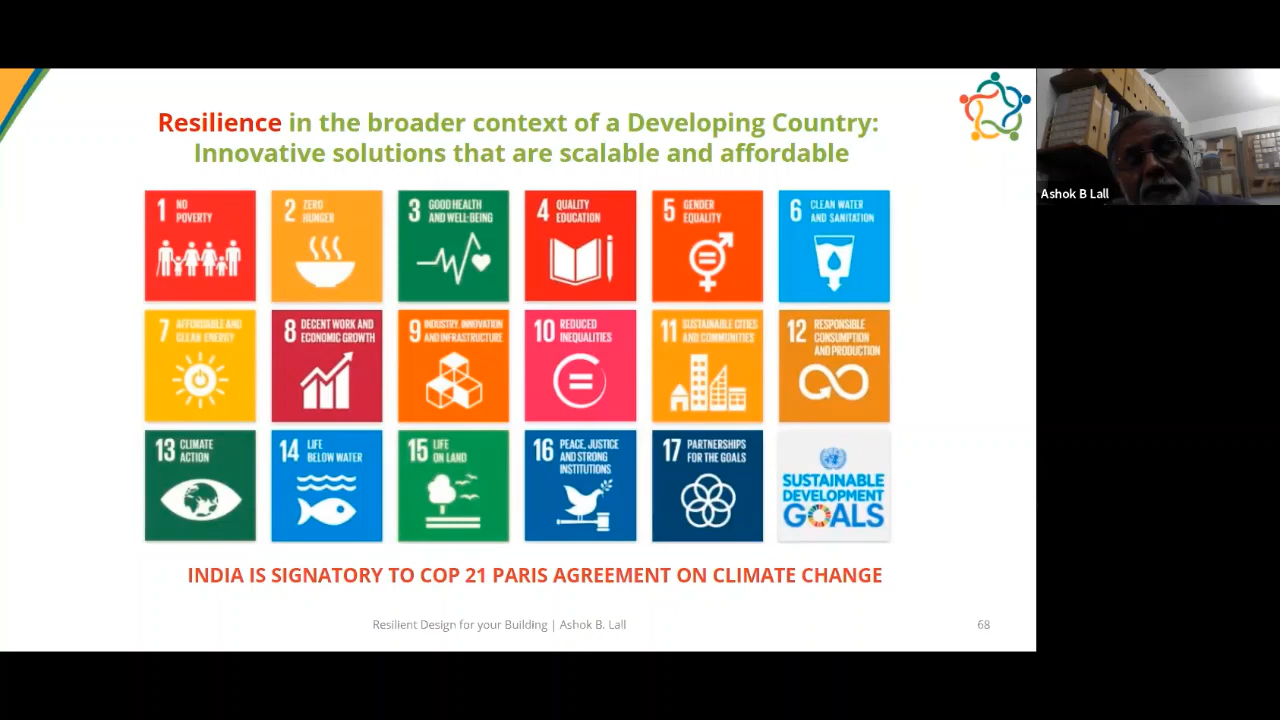 Resilience in the broader context of a Developing Country:
Innovative solutions that are scalable and affordable
Ashok B Lall
1 NO
POVERTY
2 ZERO
HUNGER
3 GOOD HEALTH
AND WELL-BEING
4 QUALITY
EDUCATION
5 GENDER
EQUALITY
6 CLEAN WATER
AND SANITATION
7 AFFORDABLE AND
CLEAN ENERGY
8 DECENT WORK AND
ECONOMIC GROWTH
9 INDUSTRY, INNOVATION
AND INFRASTRUCTURE
10 REDUCED
INEQUALITIES
11 SUSTAINABLE CITIES
AND COMMUNITIES
12 RESPONSIBLE
CONSUMPTION
AND PRODUCTION
13 CLIMATE
ACTION
14 LIFE
BELOW WATER
15 LIFE
ON LAND
16 PEACE, JUSTICE
AND STRONG
INSTITUTIONS
17 PARTNERSHIPS
FOR THE GOALS
SUSTAINABLE
DEVELOPMENT
GOALS
INDIA IS SIGNATORY TO COP 21 PARIS AGREEMENT ON CLIMATE CHANGE
Resilient Design for your Building | Ashok B. Lall
68